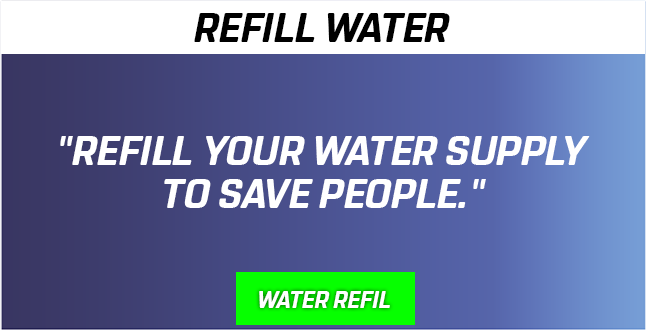 REFILL WATER
"REFILL YOUR WATER SUPPLY
TO SAVE PEOPLE."
WATER REFIL